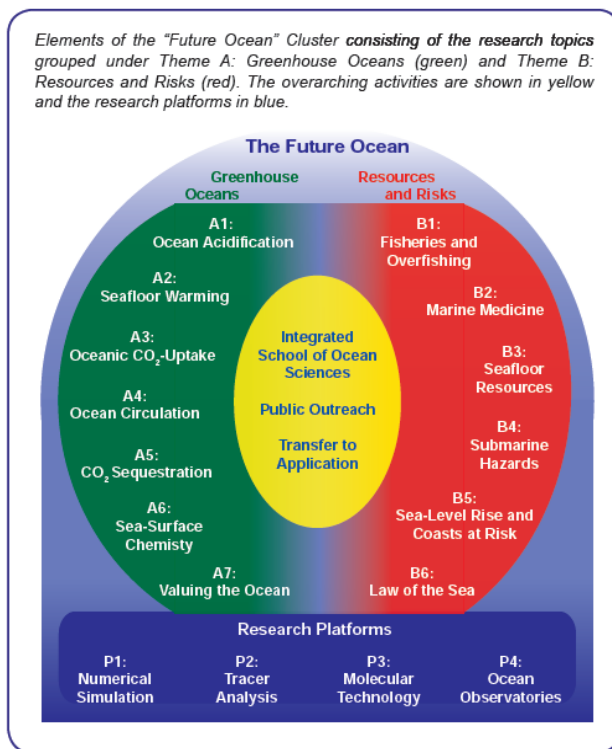 Elements of the “Future Ocean” Cluster consisting of the research topics
grouped under Theme A: Greenhouse Oceans (green) and Theme B:
Resources and Risks (red). The overarching activities are shown in yellow
and the research platforms in blue.
The Future Ocean
Greenhouse
Oceans
Resources
and Risks
A1:
Ocean Acidification
A2:
Seafloor Warming
A3:
Oceanic CO₂-Uptake
A4:
Ocean Circulation
A5:
CO₂ Sequestration
A6:
Sea-Surface
Chemisty
A7:
Valuing the Ocean
Integrated
School of Ocean
Sciences
Public Outreach
Transfer to
Application
B1:
Fisheries and
Overfishing
B2:
Marine Medicine
B3:
Seafloor
Resources
B4:
Submarine
Hazards
B5:
Sea-Level Rise and
Coasts at Risk
B6:
Law of the Sea
Research Platforms
P1:
Numerical
Simulation
P2:
Tracer
Analysis
P3:
Molecular
Technology
P4:
Ocean
Observatories